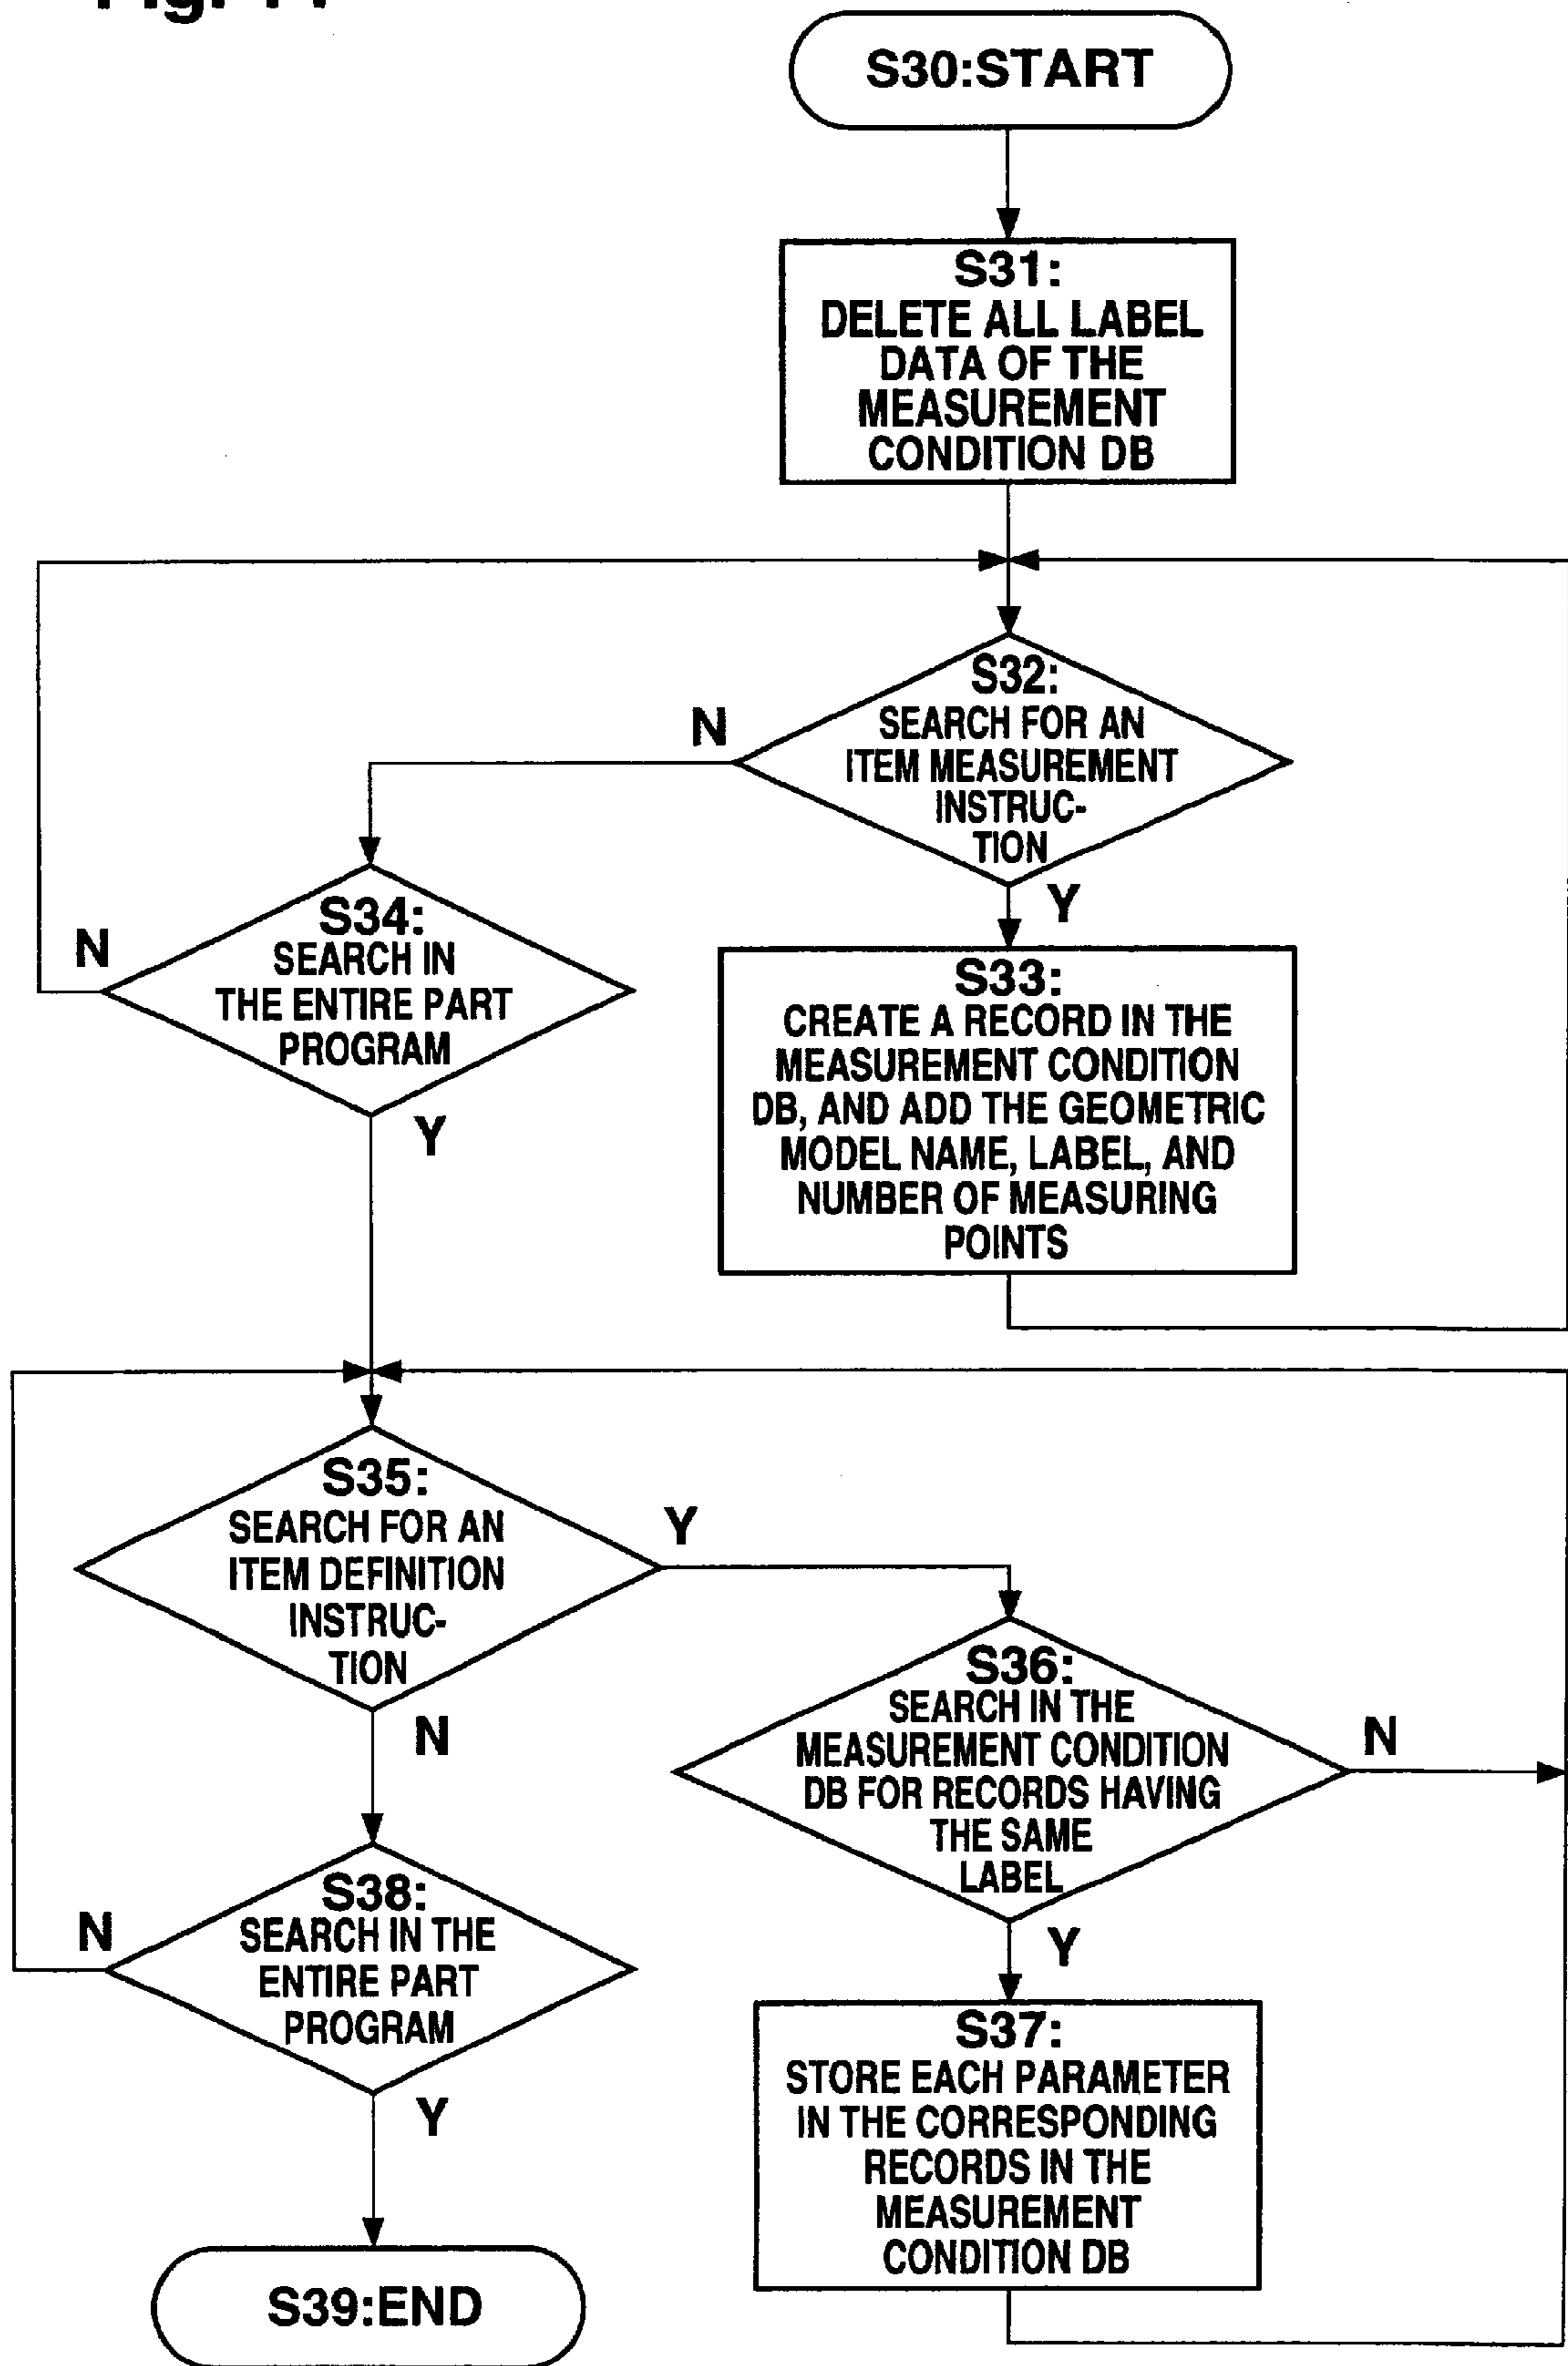 S30:START
S31:
DELETE ALL LABEL
DATA OF THE
MEASUREMENT
CONDITION DB
S32:
SEARCH FOR AN
ITEM MEASUREMENT
INSTRUC-
TION
N
Y
S34:
SEARCH IN
THE ENTIRE PART
PROGRAM
N
Y
S33:
CREATE A RECORD IN THE
MEASUREMENT CONDITION
DB, AND ADD THE GEOMETRIC
MODEL NAME, LABEL, AND
NUMBER OF MEASURING
POINTS
S35:
SEARCH FOR AN
ITEM DEFINITION
INSTRUC-
TION
Y
N
S36:
SEARCH IN THE
MEASUREMENT CONDITION
DB FOR RECORDS HAVING
THE SAME
LABEL
N
Y
S38:
SEARCH IN THE
ENTIRE PART
PROGRAM
N
Y
S37:
STORE EACH PARAMETER
IN THE CORRESPONDING
RECORDS IN THE
MEASUREMENT
CONDITION DB
S39:END